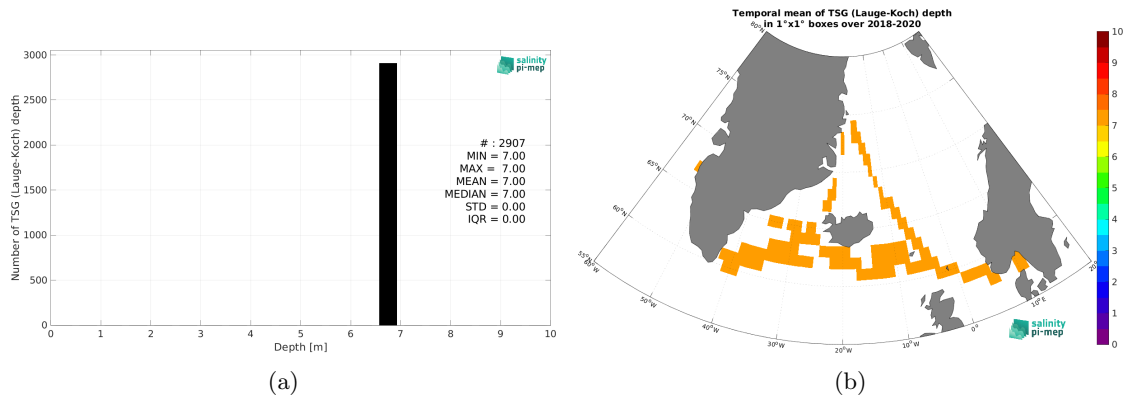 3000
2500
2000
1500
1000
500
0
Number of TSG (Lauge-Koch) depth
salinity
pi-mep
# : 2907
MIN = 7.00
MAX = 7.00
MEAN = 7.00
MEDIAN = 7.00
STD = 0.00
IQR = 0.00
0 1 2 3 4 5 6 7 8 9 10
Depth [m]
(a)
Temporal mean of TSG (Lauge-Koch) depth
in 1°x1° boxes over 2018-2020
80°N
75°N
70°N
65°N
60°N
55°N
60°W
50°W
40°W
30°W
20°W
10°W
0°
10°E
salinity
pi-mep
10
9
8
7
6
5
4
3
2
1
0
(b)